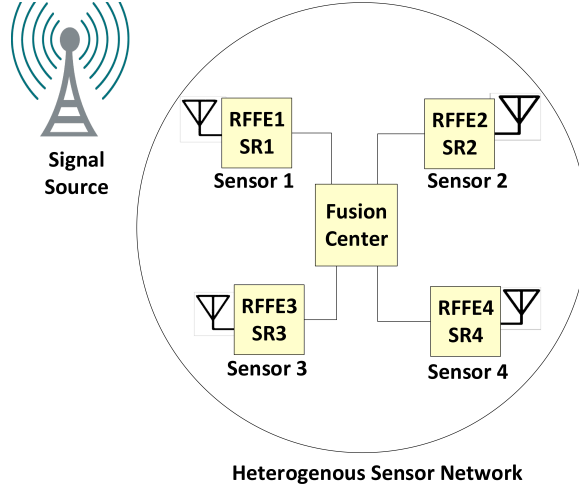 Signal
Source
RFFE1
SR1
Sensor 1
RFFE2
SR2
Sensor 2
Fusion
Center
RFFE3
SR3
Sensor 3
RFFE4
SR4
Sensor 4
Heterogenous Sensor Network